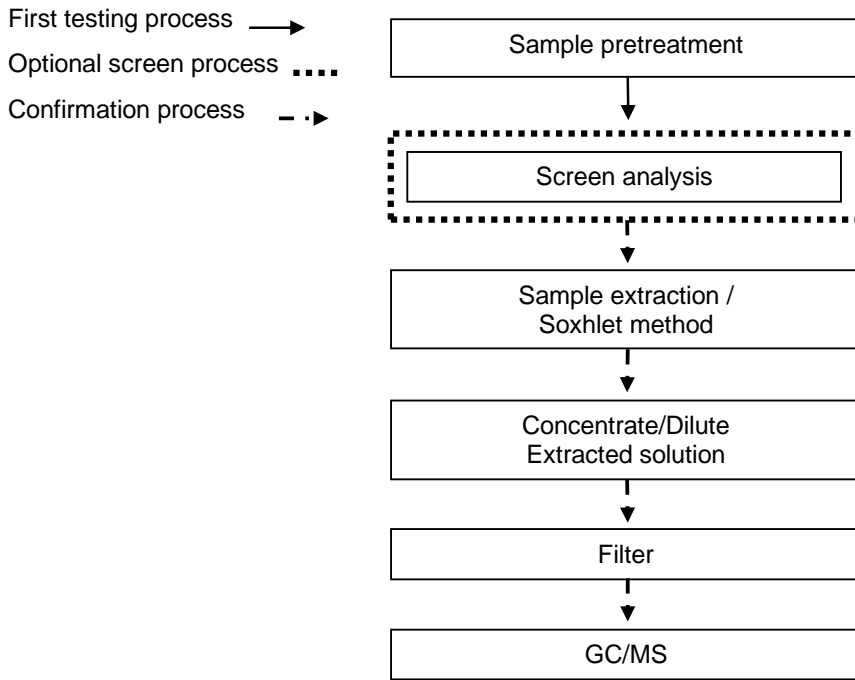 First testing process
Optional screen process
Confirmation process
Sample pretreatment
Screen analysis
Sample extraction /
Soxhlet method
Concentrate/Dilute
Extracted solution
Filter
GC/MS